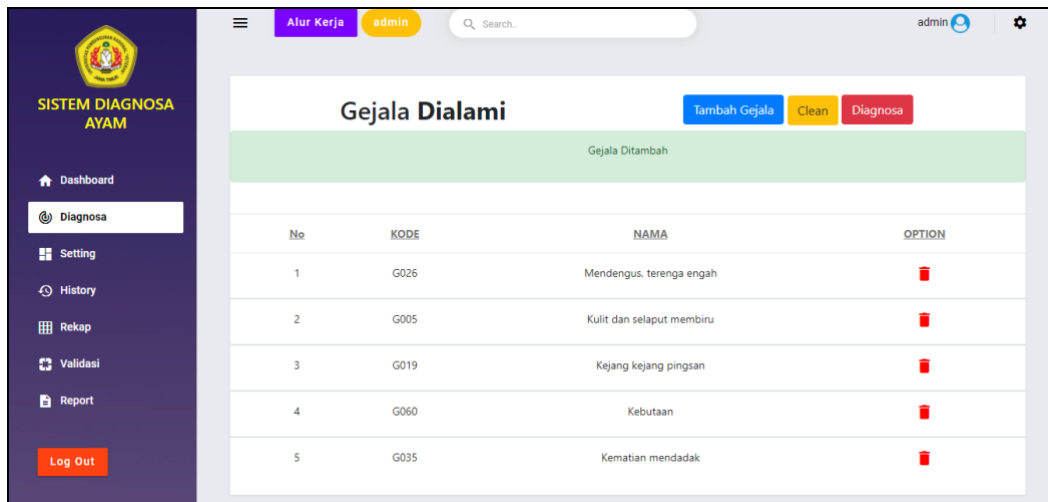 Alur Kerja admin Search.. admin
SISTEM DIAGNOSA
AYAM
Dashboard
Diagnosa
Setting
History
Rekap
Validasi
Report
Log Out
Gejala Dialami
Tambah Gejala Clean Diagnosa
Gejala Ditambah
No KODE NAMA OPTION
1 G026 Mendengus, terenga engah
2 G005 Kulit dan selaput membiru
3 G019 Kejang kejang pingsan
4 G060 Kebutaan
5 G035 Kematian mendadak